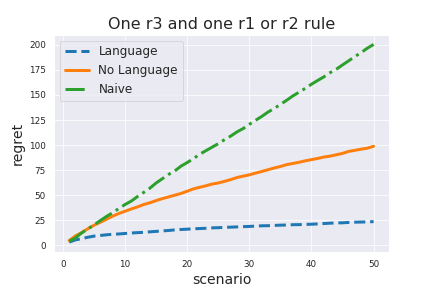 One r3 and one r1 or r2 rule
Language
No Language
Naive
regret
200
175
150
125
100
75
50
25
0
0 10 20 30 40 50
scenario